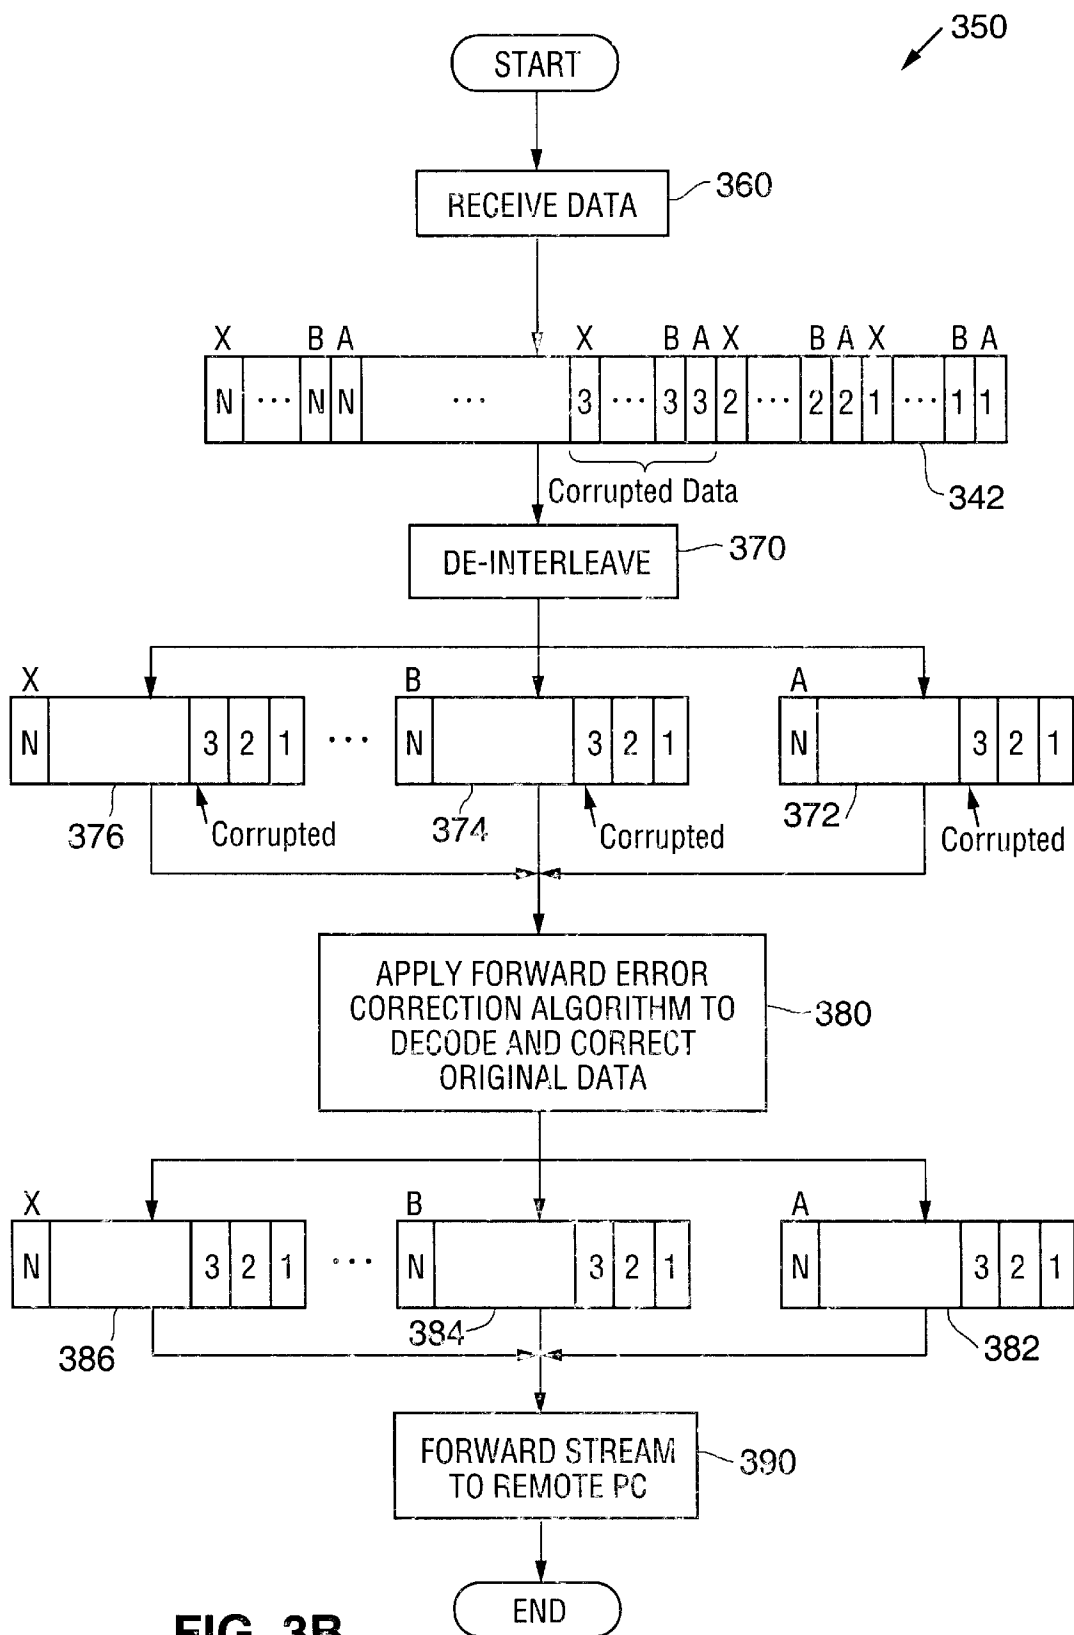 350
START
RECEIVE DATA
360
X B A X B A X B A X B A
N ··· N N ··· 3 ··· 3 3 2 ··· 2 2 1 ··· 1 1
Corrupted Data
342
DE-INTERLEAVE
370
X B A
N 3 2 1 ··· N 3 2 1 N 3 2 1
376 Corrupted 374 Corrupted 372 Corrupted
APPLY FORWARD ERROR
CORRECTION ALGORITHM TO
DECODE AND CORRECT
ORIGINAL DATA
380
X B A
N 3 2 1 ··· N 3 2 1 N 3 2 1
386 384 382
FORWARD STREAM
TO REMOTE PC
390
END
FIG. 3B